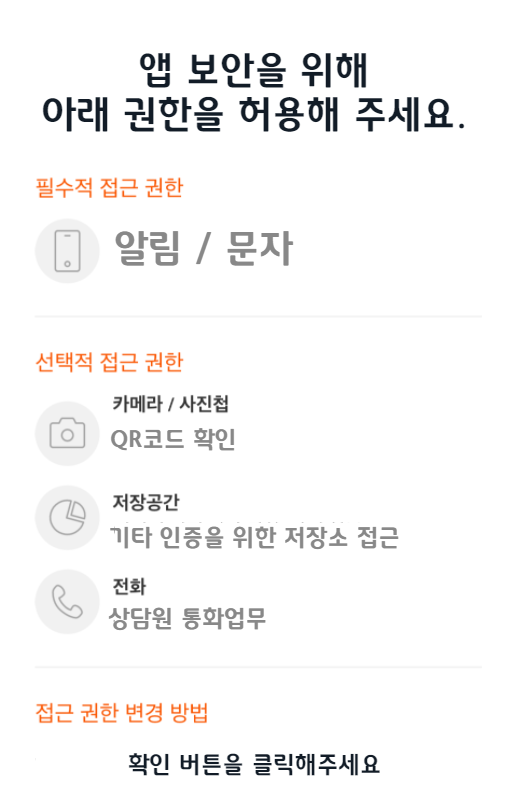 앱 보안을 위해
아래 권한을 허용해 주세요.
필수적 접근 권한
알림 / 문자
선택적 접근 권한
카메라 / 사진첩
QR코드 확인
저장공간
기타 인증을 위한 저장소 접근
전화
상담원 통화업무
접근 권한 변경 방법
확인 버튼을 클릭해주세요